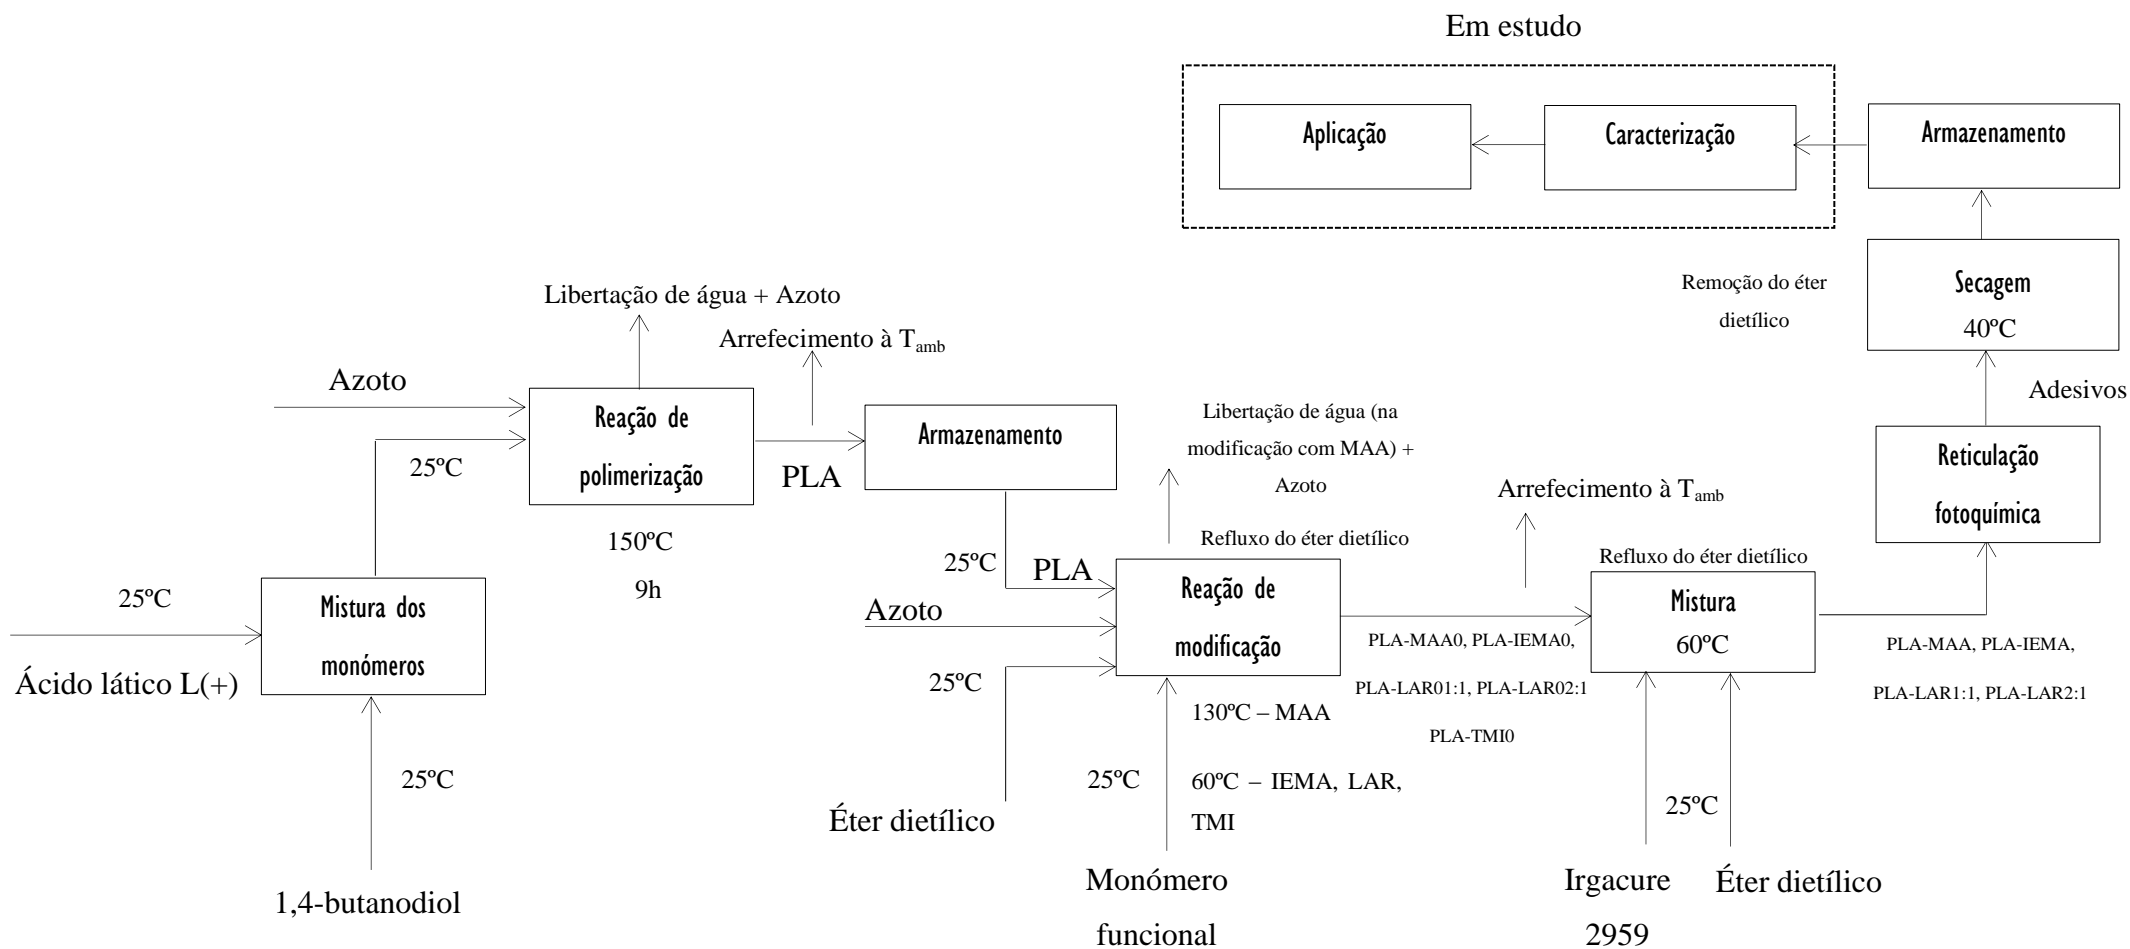 Em estudo
Aplicação
Caracterização
Armazenamento
Remoção do éter
dietílico
Secagem
40ºC
Adesivos
Libertação de água + Azoto
Arrefecimento à Tamb
Azoto
25ºC
Reação de
polimerização
150ºC
9h
PLA
Armazenamento
25ºC
Ácido lático L(+)
Mistura dos
monómeros
25ºC
1,4-butanodiol
Libertação de água (na
modificação com MAA) +
Azoto
Refluxo do éter dietílico
25ºC
PLA
Azoto
25ºC
Éter dietílico
Reação de
modificação
130ºC – MAA
60ºC – IEMA, LAR,
TMI
25ºC
Monómero
funcional
Arrefecimento à Tamb
PLA-MAA0, PLA-IEMA0,
PLA-LAR01:1, PLA-LAR02:1
PLA-TMI0
Refluxo do éter dietílico
Mistura
60ºC
25ºC
Irgacure
2959
Éter dietílico
Reticulação
fotoquímica
PLA-MAA, PLA-IEMA,
PLA-LAR1:1, PLA-LAR2:1